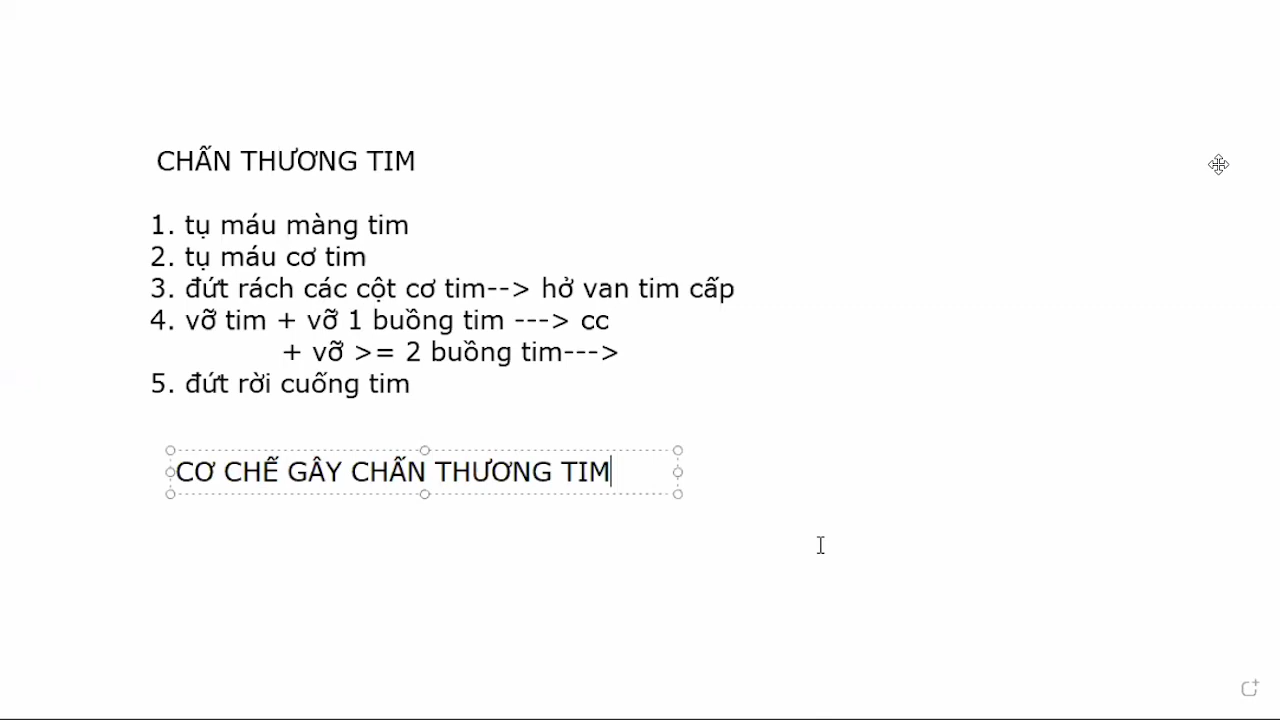 CHẤN THƯƠNG TIM
1. tụ máu màng tim
2. tụ máu cơ tim
3. đứt rách các cột cơ tim--> hở van tim cấp
4. vỡ tim + vỡ 1 buồng tim ---> cc
+ vỡ >= 2 buồng tim--->
5. đứt rời cuống tim
CƠ CHẾ GÂY CHẤN THƯƠNG TIM